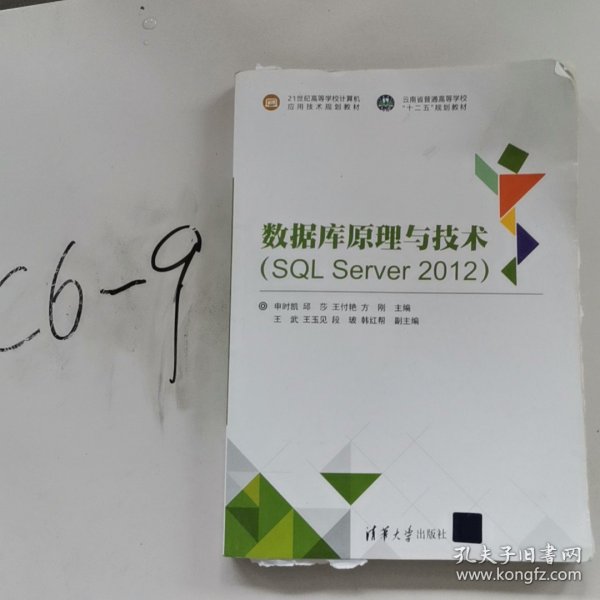 21世纪高等学校计算机
应用技术规划教材
云南省普通高等学校
“十二五”规划教材
数据库原理与技术
(SQL Server 2012)
申时凯 邱 莎 王付艳 方 刚 主编
王 武 王玉见 段 玻 韩红帮 副主编
C6-9
清华大学出版社
孔夫子旧书网
www.kongfz.com